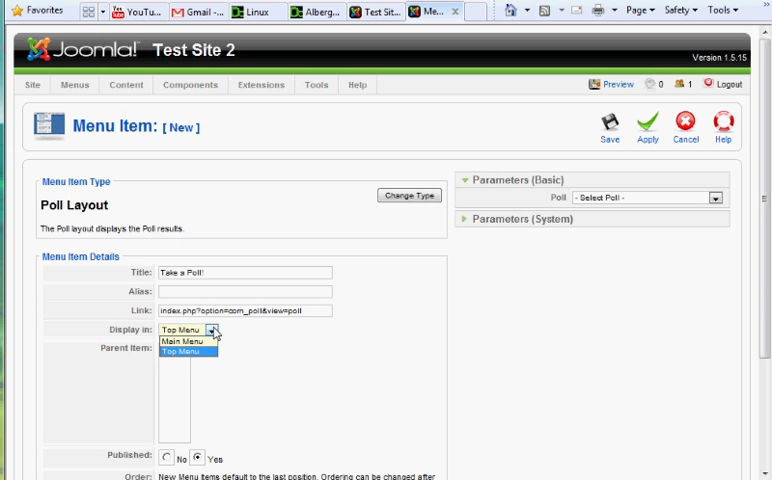 Favorites YouTu... Gmail -... Linux Alberg... Test Sit... Me... Page Safety Tools
Joomla! Test Site 2
Version 1.5.15
Site Menus Content Components Extensions Tools Help Preview 0 1 Logout
Menu Item: [ New ]
Save Apply Cancel Help
Menu Item Type
Change Type
Poll Layout
The Poll layout displays the Poll results.
Parameters (Basic)
Poll - Select Poll -
Parameters (System)
Menu Item Details
Title: Take a Poll!
Alias:
Link: index.php?option=com_poll&view=poll
Display in: Top Menu
Main Menu
Top Menu
Parent Item:
Published: No Yes
Order: New Menu Items default to the last position. Ordering can be changed after